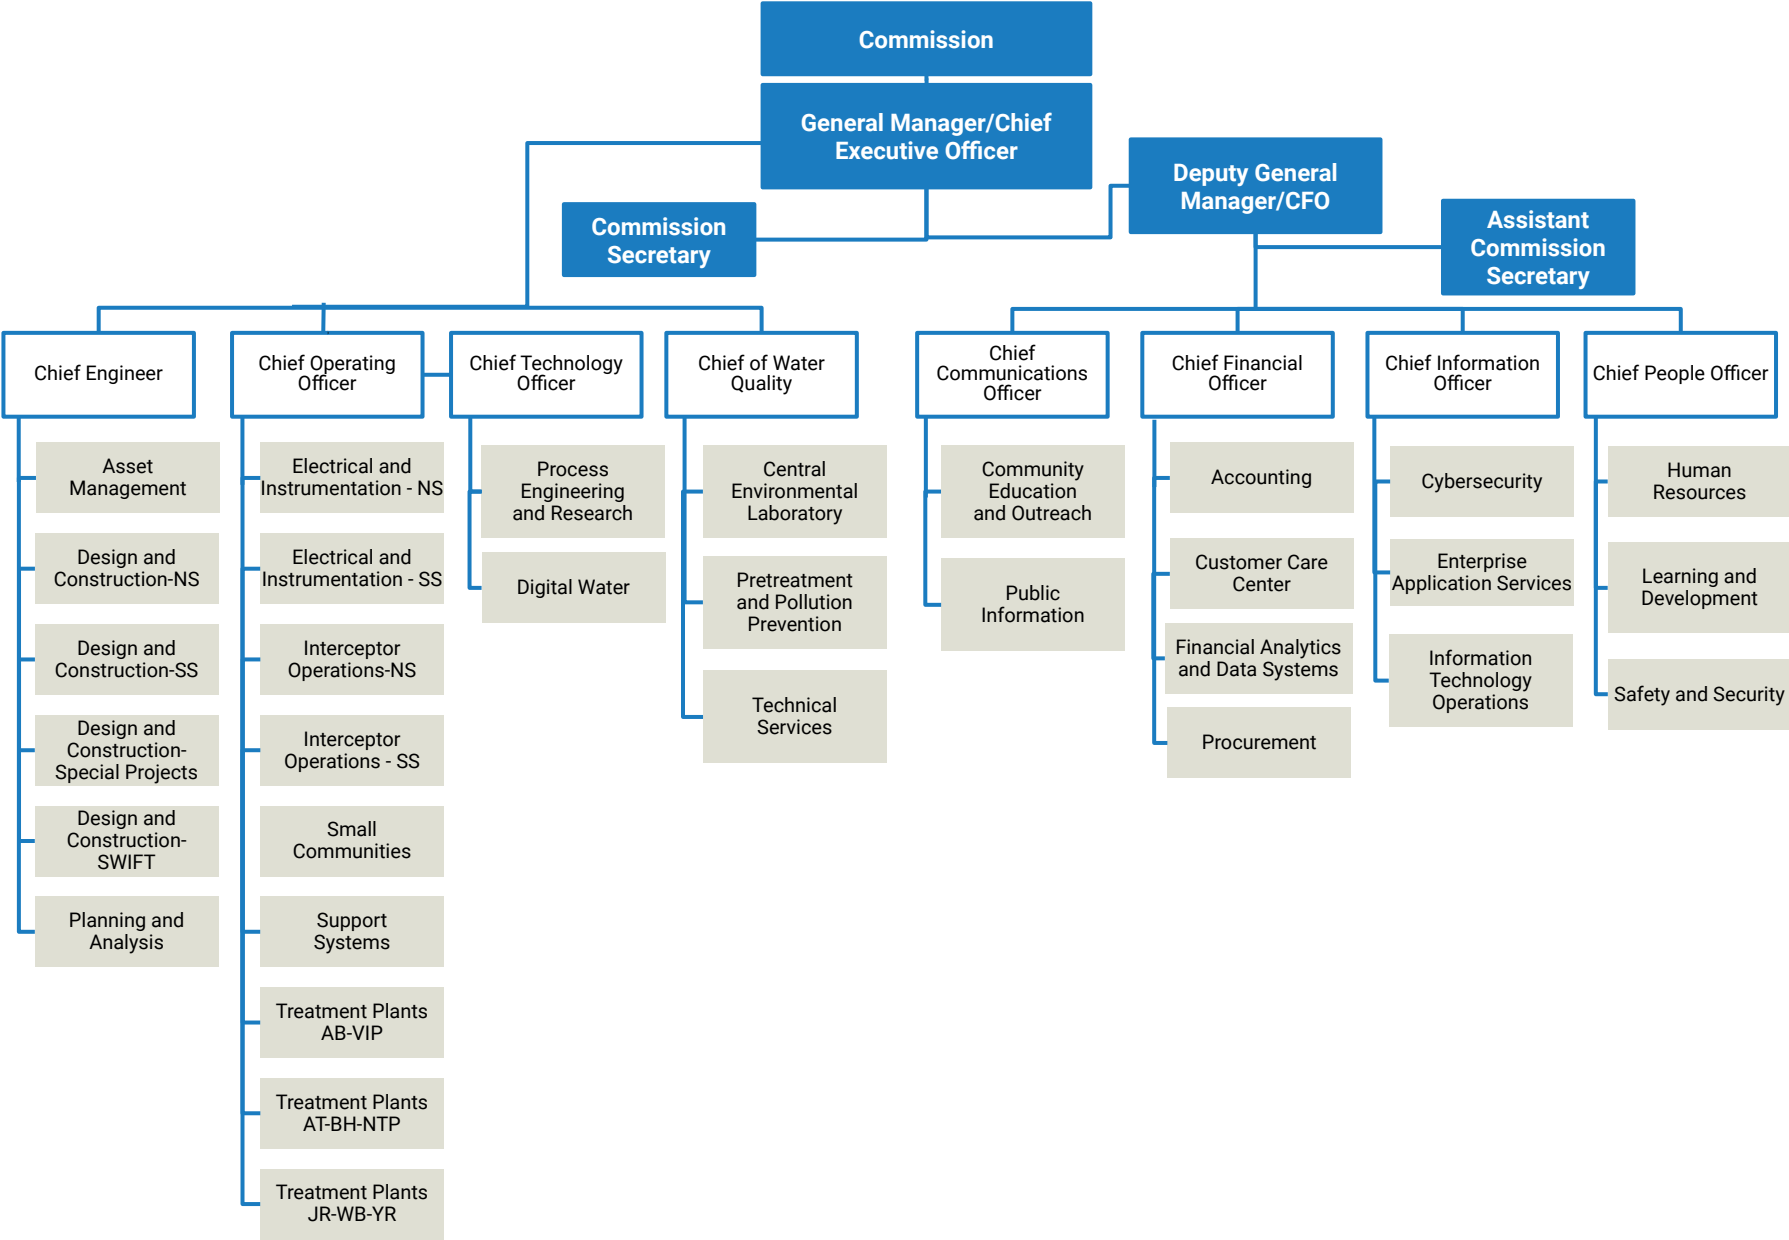 Commission
General Manager/Chief
Executive Officer
Deputy General
Manager/CFO
Commission
Secretary
Assistant
Commission
Secretary
Chief Engineer
Chief Operating
Officer
Chief Technology
Officer
Chief of Water
Quality
Chief
Communications
Officer
Chief Financial
Officer
Chief Information
Officer
Chief People Officer
Asset
Management
Design and
Construction-NS
Design and
Construction-SS
Design and
Construction-
Special Projects
Design and
Construction-
SWIFT
Planning and
Analysis
Electrical and
Instrumentation - NS
Electrical and
Instrumentation - SS
Interceptor
Operations-NS
Interceptor
Operations - SS
Small
Communities
Support
Systems
Treatment Plants
AB-VIP
Treatment Plants
AT-BH-NTP
Treatment Plants
JR-WB-YR
Process
Engineering
and Research
Digital Water
Central
Environmental
Laboratory
Pretreatment
and Pollution
Prevention
Technical
Services
Community
Education
and Outreach
Public
Information
Accounting
Customer Care
Center
Financial Analytics
and Data Systems
Procurement
Cybersecurity
Enterprise
Application Services
Information
Technology
Operations
Human
Resources
Learning and
Development
Safety and Security